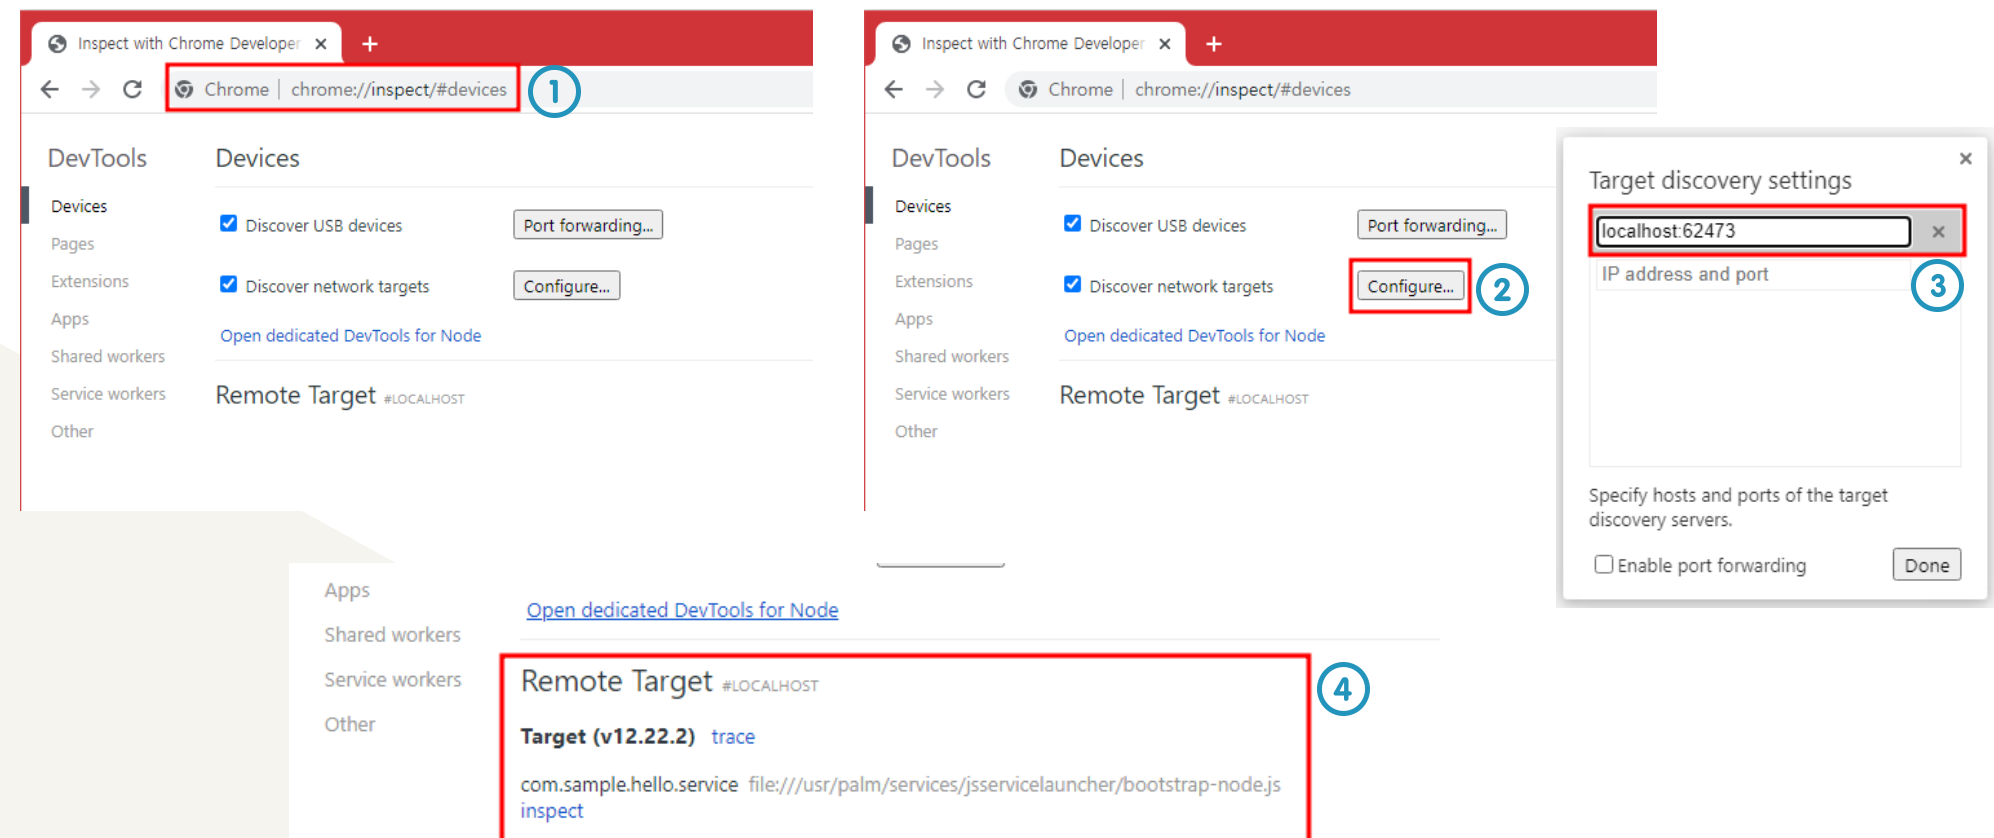 Inspect with Chrome Developer
Chrome | chrome://inspect/#devices
1
DevTools
Devices
Pages
Extensions
Apps
Shared workers
Service workers
Other
Devices
Discover USB devices
Port forwarding...
Discover network targets
Configure...
Open dedicated DevTools for Node
Remote Target #LOCALHOST
Inspect with Chrome Developer
Chrome | chrome://inspect/#devices
DevTools
Devices
Pages
Extensions
Apps
Shared workers
Service workers
Other
Devices
Discover USB devices
Port forwarding...
Discover network targets
Configure...
2
Open dedicated DevTools for Node
Remote Target #LOCALHOST
Target discovery settings
localhost:62473
IP address and port
3
Specify hosts and ports of the target
discovery servers.
Enable port forwarding
Done
Apps
Shared workers
Service workers
Other
Open dedicated DevTools for Node
Remote Target #LOCALHOST
4
Target (v12.22.2) trace
com.sample.hello.service file:///usr/palm/services/jsservicelauncher/bootstrap-node.js
inspect